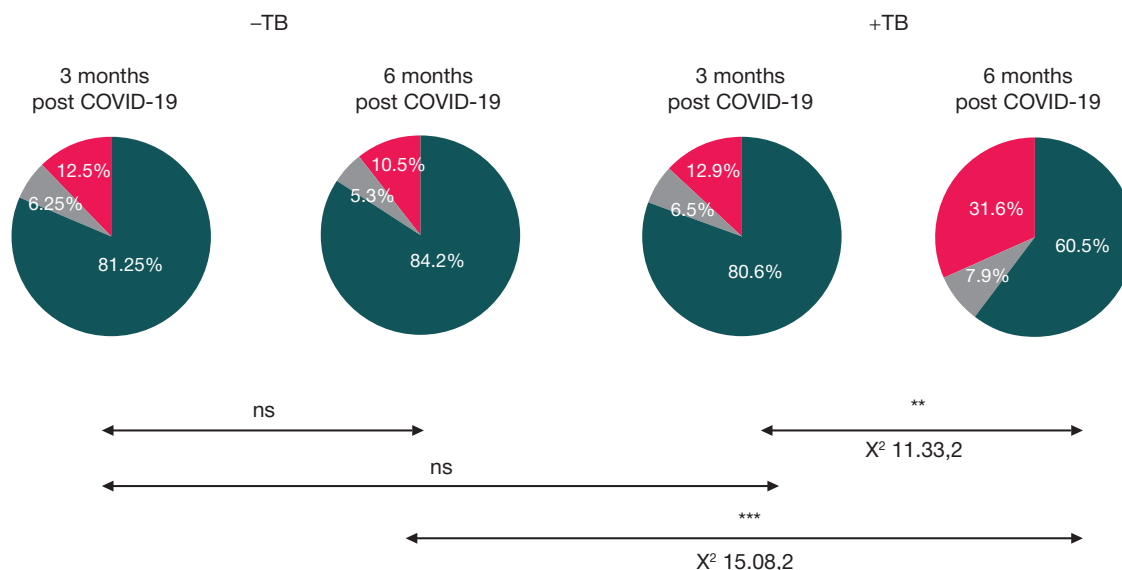 –TB
+TB
3 months
post COVID-19
6 months
post COVID-19
3 months
post COVID-19
6 months
post COVID-19
12.5%
6.25%
81.25%
10.5%
5.3%
84.2%
12.9%
6.5%
80.6%
31.6%
7.9%
60.5%
ns
**
X² 11.33,2
ns
***
X² 15.08,2